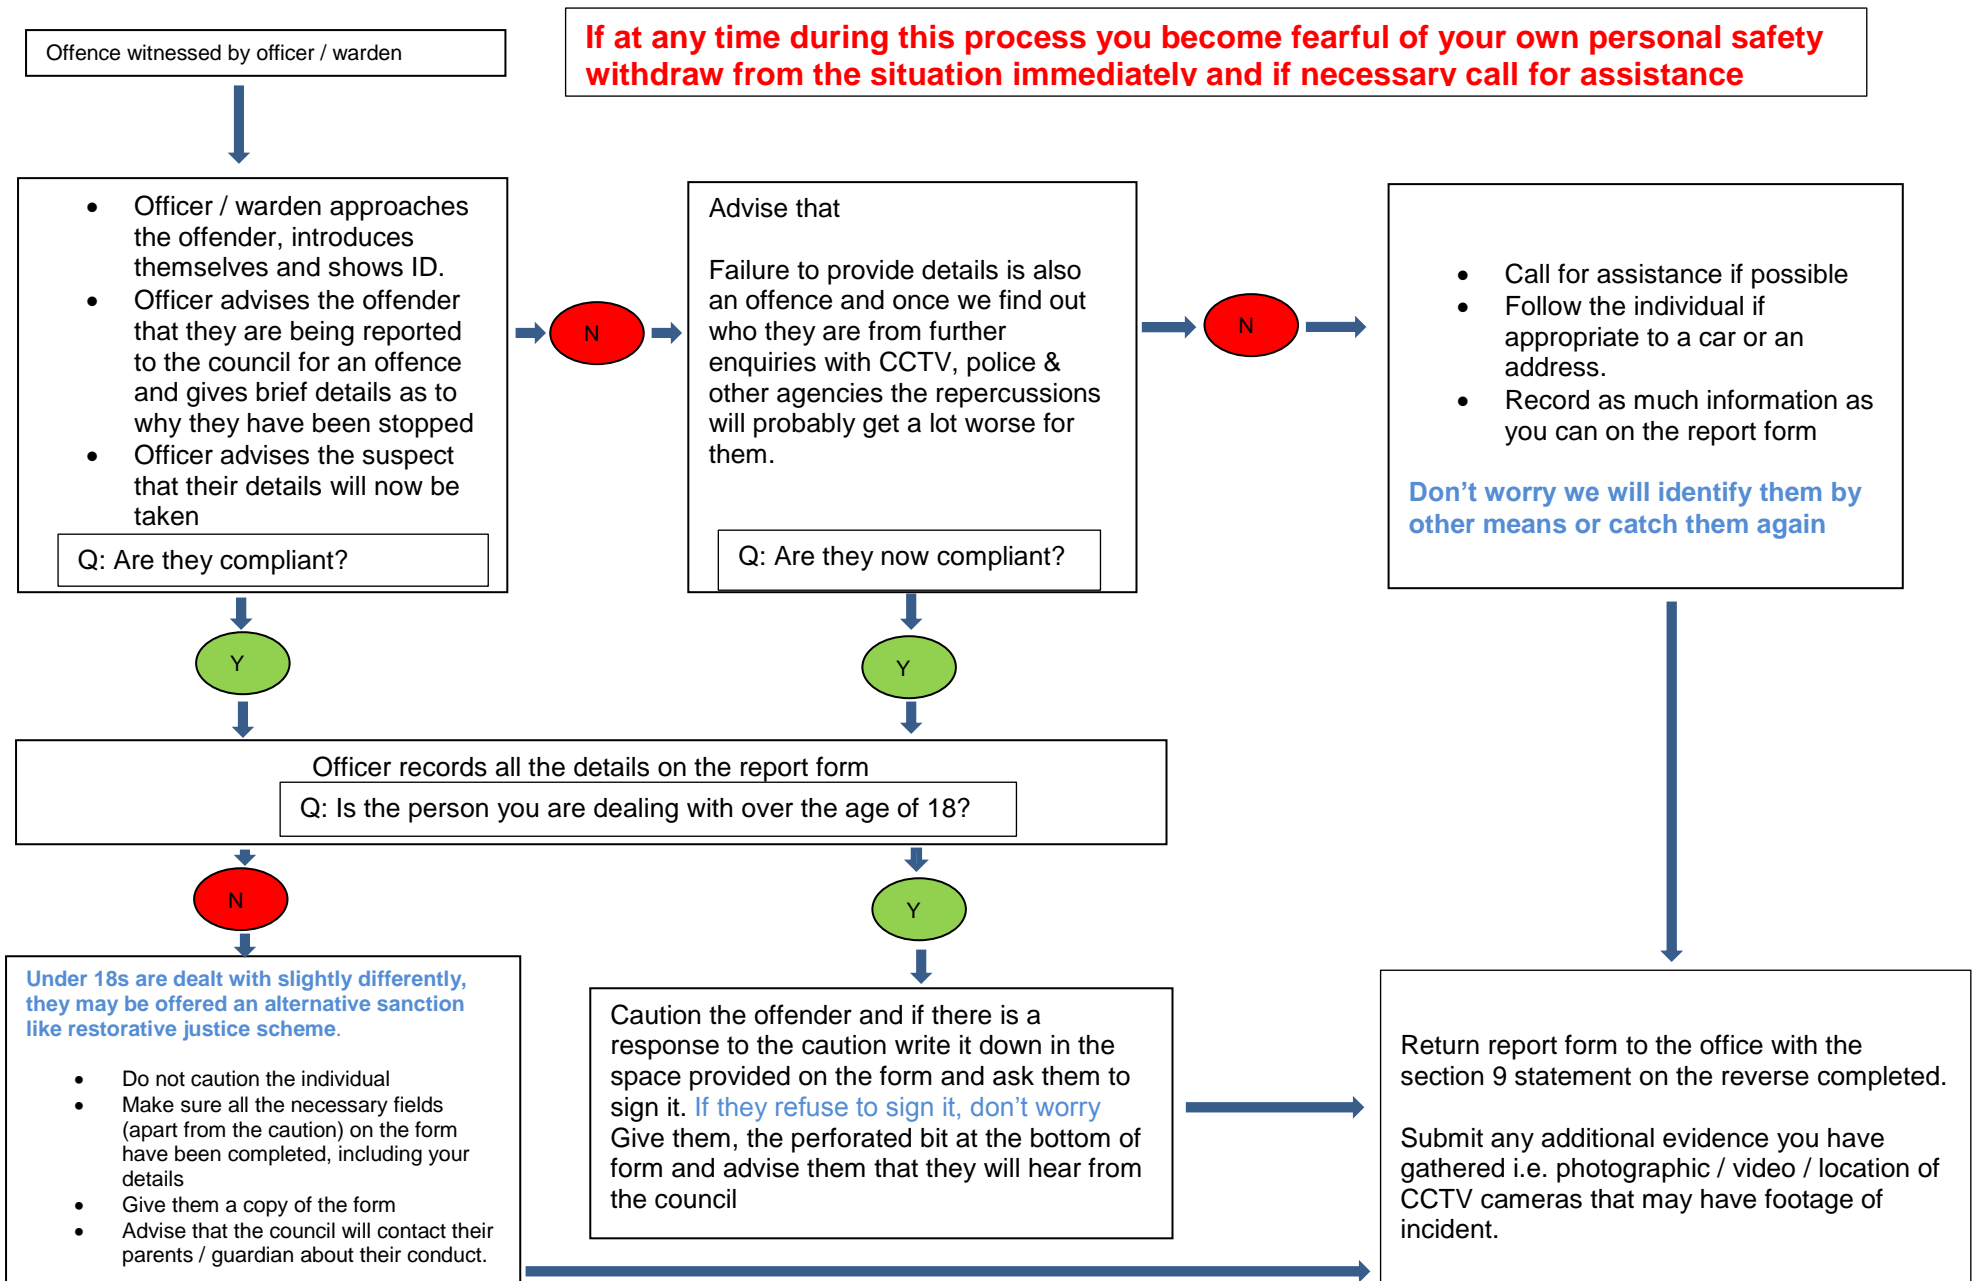 Offence witnessed by officer / warden
If at any time during this process you become fearful of your own personal safety
withdraw from the situation immediately and if necessary call for assistance
• Officer / warden approaches
the offender, introduces
themselves and shows ID.
• Officer advises the offender
that they are being reported
to the council for an offence
and gives brief details as to
why they have been stopped
• Officer advises the suspect
that their details will now be
taken
Q: Are they compliant?
N
Advise that
Failure to provide details is also
an offence and once we find out
who they are from further
enquiries with CCTV, police &
other agencies the repercussions
will probably get a lot worse for
them.
Q: Are they now compliant?
N
• Call for assistance if possible
• Follow the individual if
appropriate to a car or an
address.
• Record as much information as
you can on the report form
Don't worry we will identify them by
other means or catch them again
Y
Y
Officer records all the details on the report form
Q: Is the person you are dealing with over the age of 18?
N
Y
Under 18s are dealt with slightly differently,
they may be offered an alternative sanction
like restorative justice scheme.
• Do not caution the individual
• Make sure all the necessary fields
(apart from the caution) on the form
have been completed, including your
details
• Give them a copy of the form
• Advise that the council will contact their
parents / guardian about their conduct.
Caution the offender and if there is a
response to the caution write it down in the
space provided on the form and ask them to
sign it. If they refuse to sign it, don't worry
Give them, the perforated bit at the bottom of
form and advise them that they will hear from
the council
Return report form to the office with the
section 9 statement on the reverse completed.
Submit any additional evidence you have
gathered i.e. photographic / video / location of
CCTV cameras that may have footage of
incident.